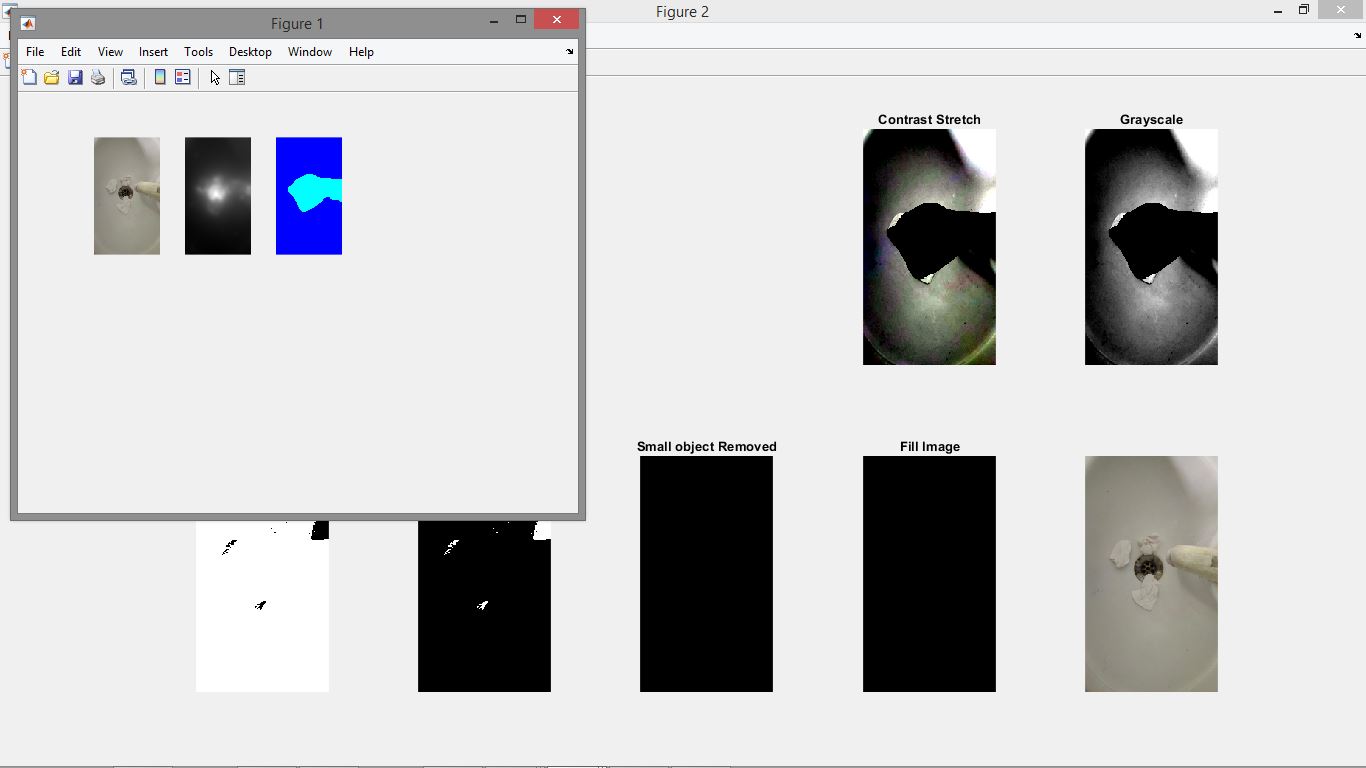 Figure 2
Figure 1
File Edit View Insert Tools Desktop Window Help
Contrast Stretch
Grayscale
Small object Removed
Fill Image